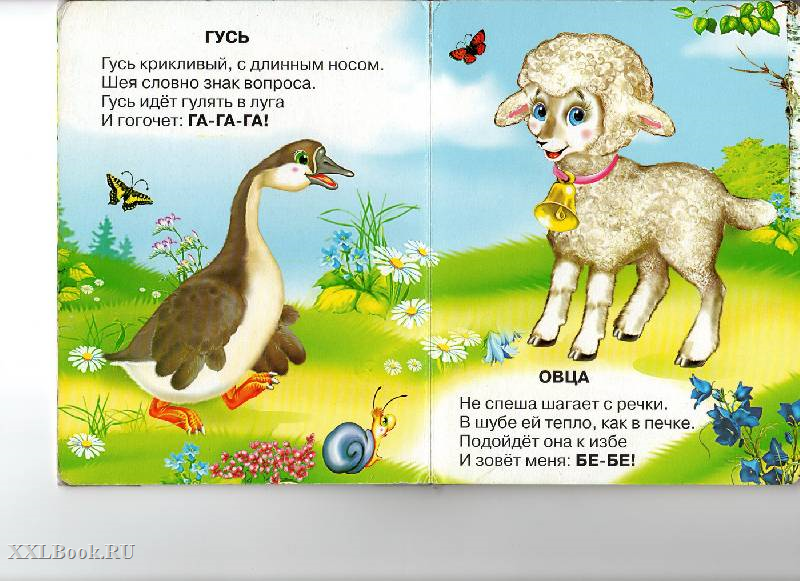 ГУСЬ
Гусь крикливый, с длинным носом.
Шея словно знак вопроса.
Гусь идёт гулять в луга
И гогочет: ГА-ГА-ГА!
ОВЦА
Не спеша шагает с речки.
В шубе ей тепло, как в печке.
Подойдёт она к избе
И зовёт меня: БЕ-БЕ!
XXLBook.RU